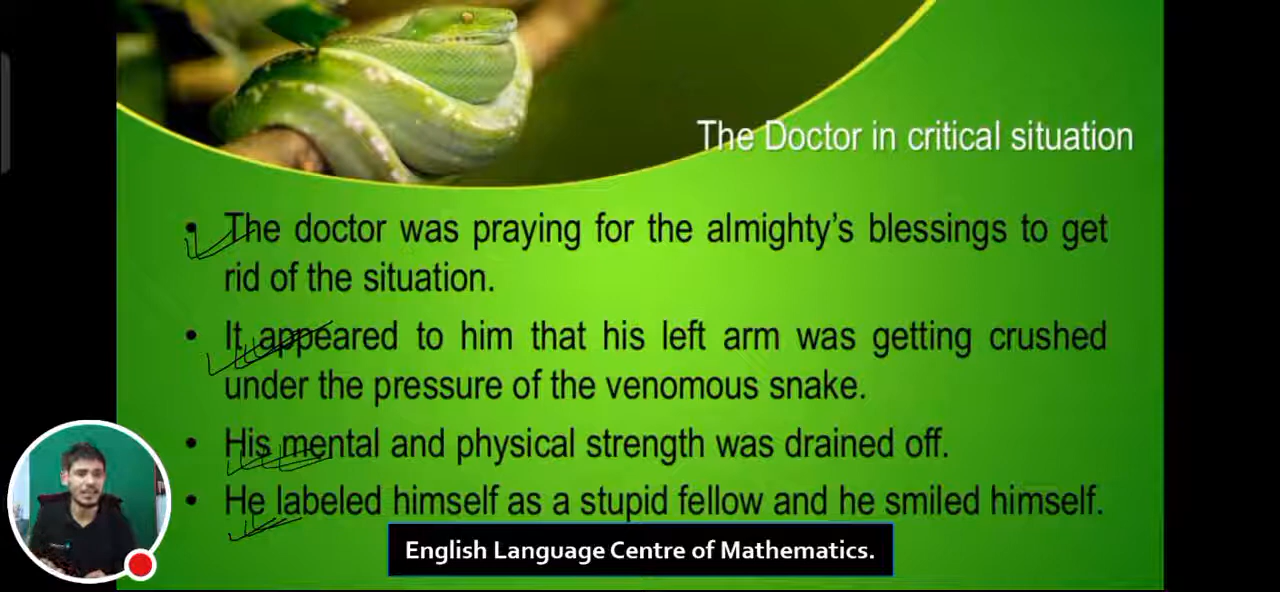 The Doctor in critical situation
• The doctor was praying for the almighty's blessings to get
rid of the situation.
• It appeared to him that his left arm was getting crushed
under the pressure of the venomous snake.
• His mental and physical strength was drained off.
• He labeled himself as a stupid fellow and he smiled himself.
English Language Centre of Mathematics.